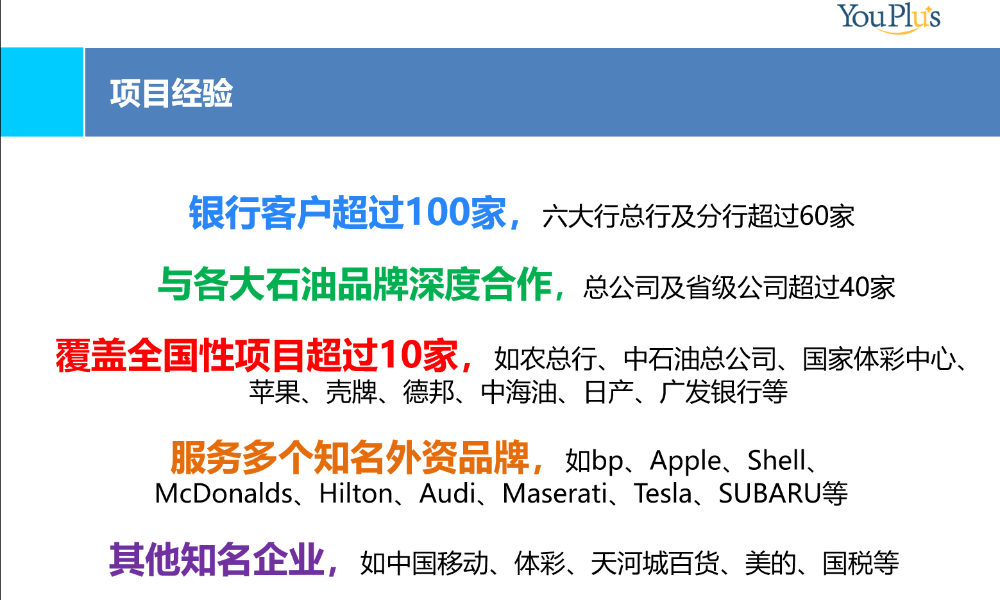 YouPlus
项目经验
银行客户超过100家，六大行总行及分行超过60家
与各大石油品牌深度合作，总公司及省级公司超过40家
覆盖全国性项目超过10家，如农总行、中石油总公司、国家体彩中心、
苹果、壳牌、德邦、中海油、日产、广发银行等
服务多个知名外资品牌，如bp、Apple、Shell、
McDonalds、Hilton、Audi、Maserati、Tesla、SUBARU等
其他知名企业，如中国移动、体彩、天河城百货、美的、国税等